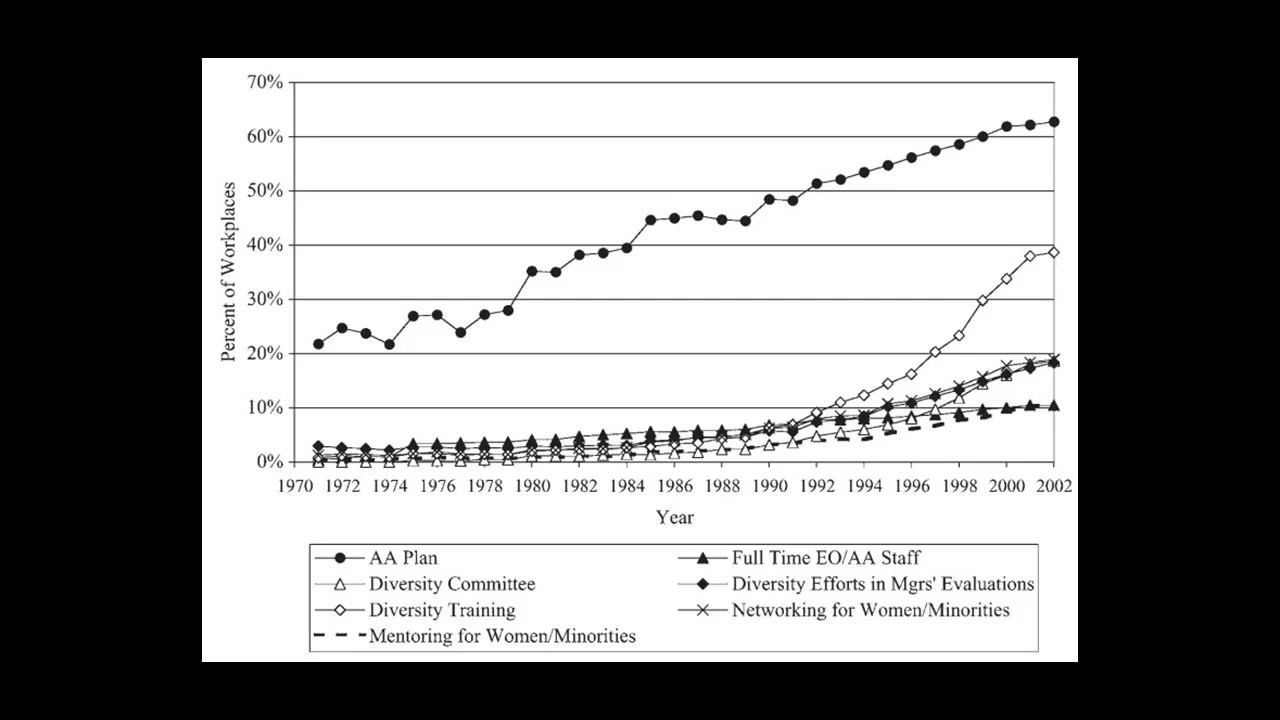 70%
60%
50%
40%
30%
20%
10%
0%
Percent of Workplaces
1970 1972 1974 1976 1978 1980 1982 1984 1986 1988 1990 1992 1994 1996 1998 2000 2002
Year
AA Plan
Full Time EO/AA Staff
Diversity Committee
Diversity Efforts in Mgrs' Evaluations
Diversity Training
Networking for Women/Minorities
Mentoring for Women/Minorities